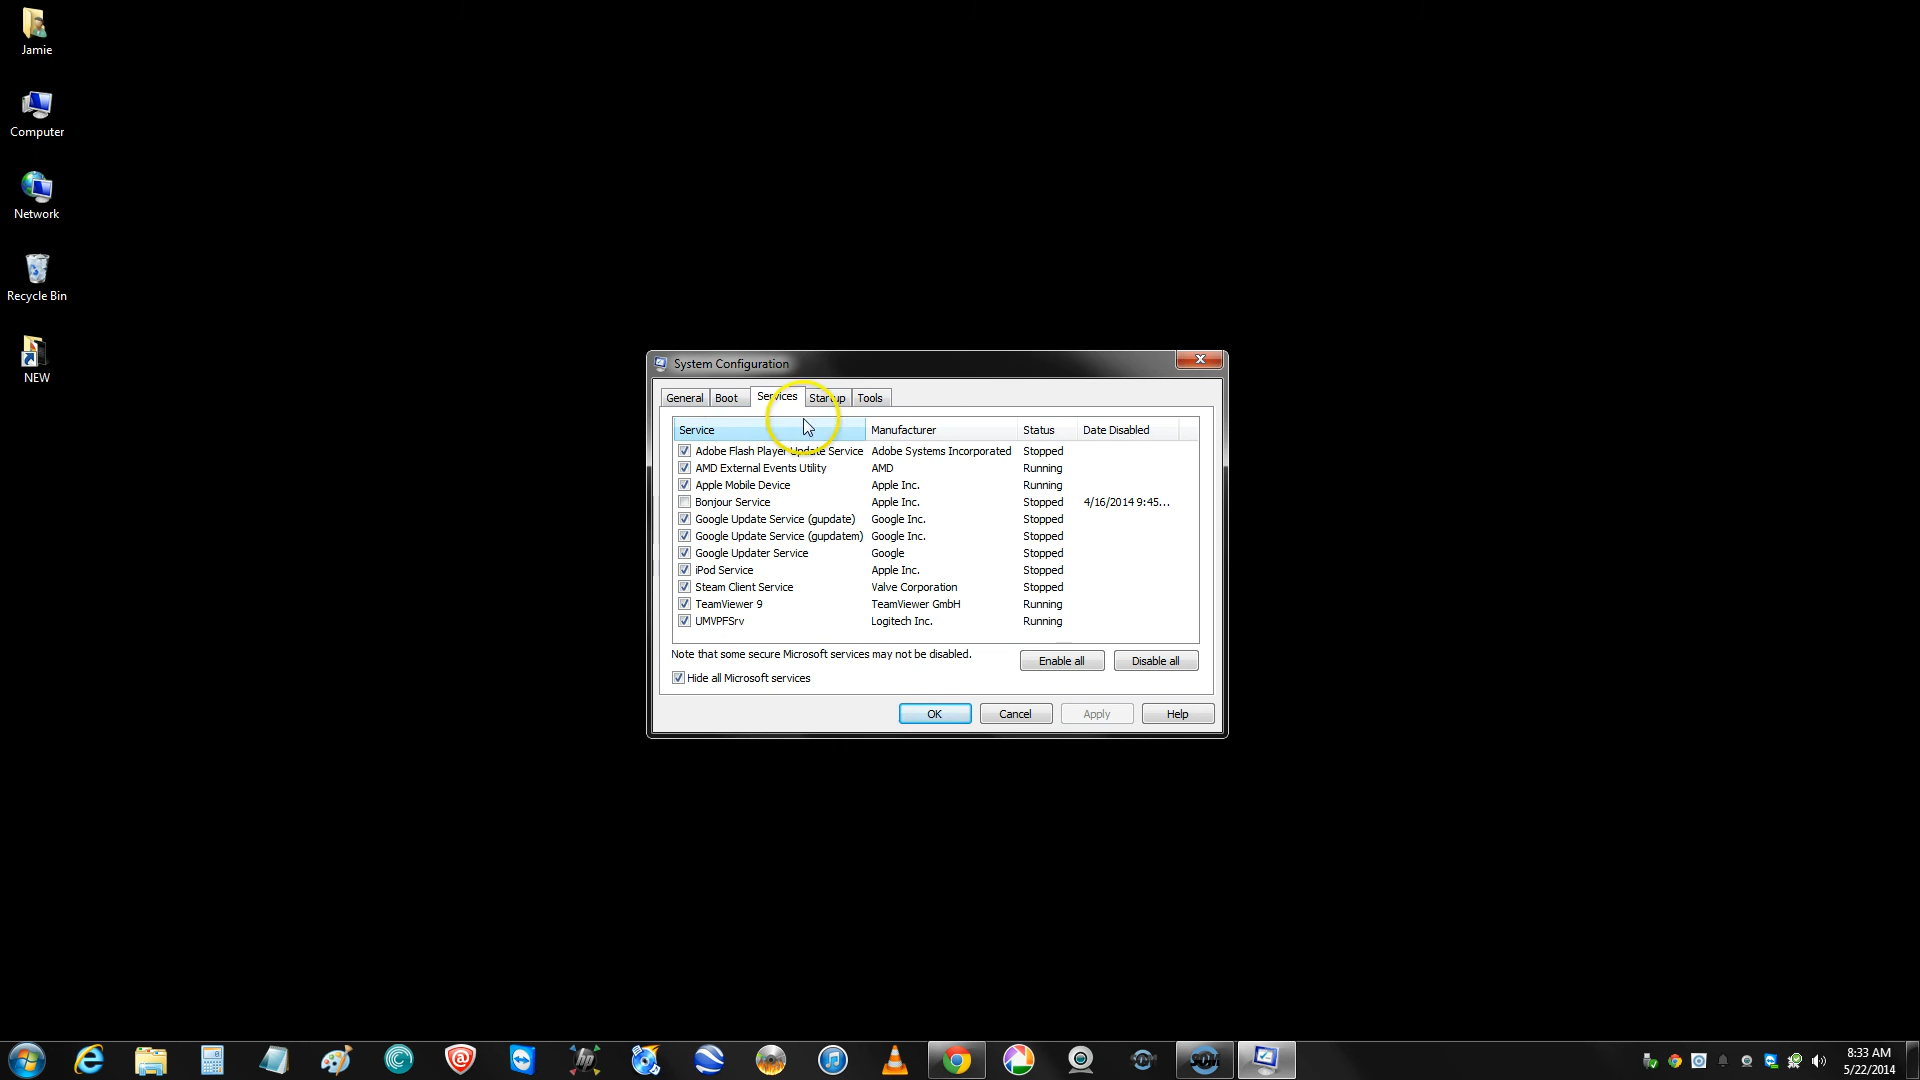 Jamie
Computer
Network
Recycle Bin
NEW
System Configuration
General Boot Services Startup Tools
Service Manufacturer Status Date Disabled
Adobe Flash Player Update Service Adobe Systems Incorporated Stopped
AMD External Events Utility AMD Running
Apple Mobile Device Apple Inc. Running
Bonjour Service Apple Inc. Stopped 4/16/2014 9:45...
Google Update Service (gupdate) Google Inc. Stopped
Google Update Service (gupdatem) Google Inc. Stopped
Google Updater Service Google Stopped
iPod Service Apple Inc. Stopped
Steam Client Service Valve Corporation Stopped
TeamViewer 9 TeamViewer GmbH Running
UMVPFSrv Logitech Inc. Running
Note that some secure Microsoft services may not be disabled.
Enable all Disable all
Hide all Microsoft services
OK Cancel Apply Help
hp
8:33 AM
5/22/2014